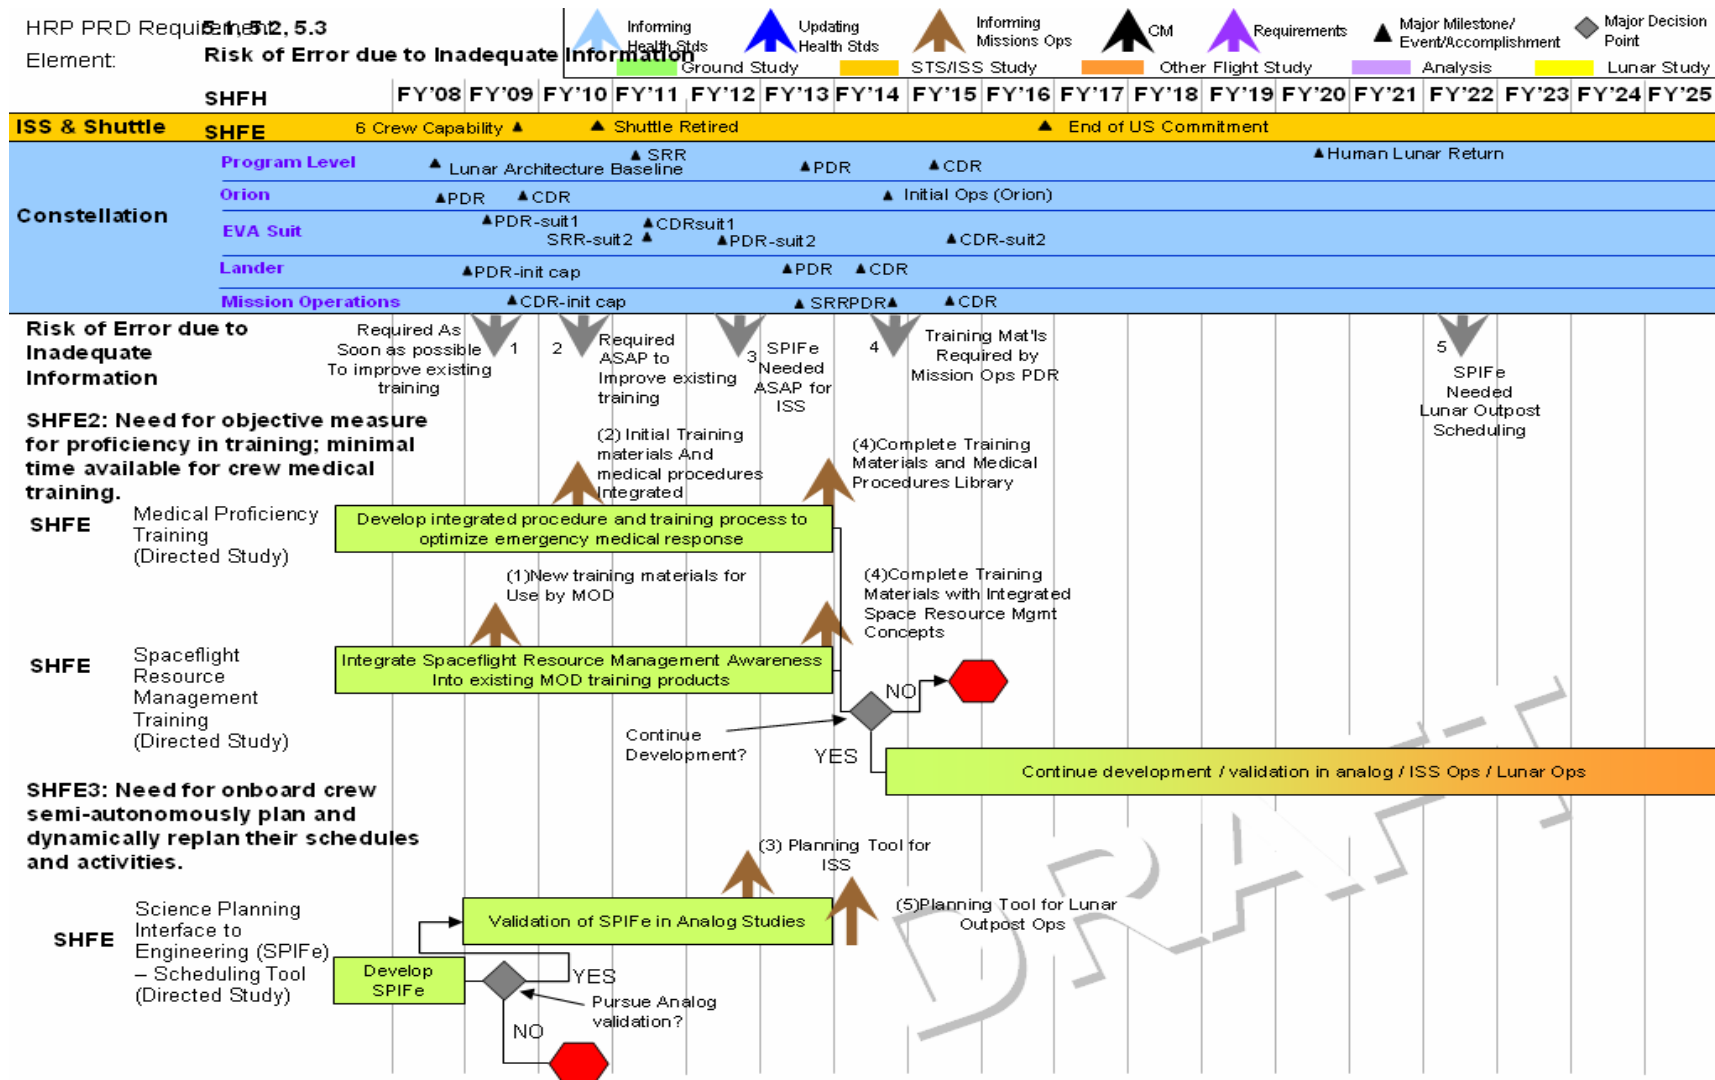 HRP PRD Requirement: 5.1, 5.2, 5.3
Element:
Risk of Error due to Inadequate Information
Informing
Health Stds
Updating
Health Stds
Informing
Missions Ops
CM
Requirements
Major Milestone/
Event/Accomplishment
Major Decision
Point
Ground Study
STS/ISS Study
Other Flight Study
Analysis
Lunar Study
SHFH
FY'08 FY'09 FY'10 FY'11 FY'12 FY'13 FY'14 FY'15 FY'16 FY'17 FY'18 FY'19 FY'20 FY'21 FY'22 FY'23 FY'24 FY'25
ISS & Shuttle
SHFE
6 Crew Capability
Shuttle Retired
End of US Commitment
Constellation
Program Level
Lunar Architecture Baseline
SRR
PDR
CDR
Human Lunar Return
Orion
PDR
CDR
Initial Ops (Orion)
EVA Suit
PDR-suit1
CDRsuit1
SRR-suit2
PDR-suit2
CDR-suit2
Lander
PDR-init cap
PDR
CDR
Mission Operations
CDR-init cap
SRR
PDR
CDR
Risk of Error due to
Inadequate
Information
Required As
Soon as possible
To improve existing
training
1
2
Required
ASAP to
Improve existing
training
3
SPIFe
Needed
ASAP for
ISS
4
Training Mat'ls
Required by
Mission Ops PDR
5
SPIFe
Needed
Lunar Outpost
Scheduling
SHFE2: Need for objective measure
for proficiency in training; minimal
time available for crew medical
training.
(2) Initial Training
materials And
medical procedures
Integrated
(4)Complete Training
Materials and Medical
Procedures Library
SHFE
Medical Proficiency
Training
(Directed Study)
Develop integrated procedure and training process to
optimize emergency medical response
(1)New training materials for
Use by MOD
(4)Complete Training
Materials with Integrated
Space Resource Mgmt
Concepts
SHFE
Spaceflight
Resource
Management
Training
(Directed Study)
Integrate Spaceflight Resource Management Awareness
Into existing MOD training products
NO
Continue
Development?
YES
Continue development / validation in analog / ISS Ops / Lunar Ops
SHFE3: Need for onboard crew
semi-autonomously plan and
dynamically replan their schedules
and activities.
(3) Planning Tool for
ISS
(5)Planning Tool for Lunar
Outpost Ops
SHFE
Science Planning
Interface to
Engineering (SPIFe)
– Scheduling Tool
(Directed Study)
Validation of SPIFe in Analog Studies
Develop
SPIFe
YES
Pursue Analog
validation?
NO
DRAFT